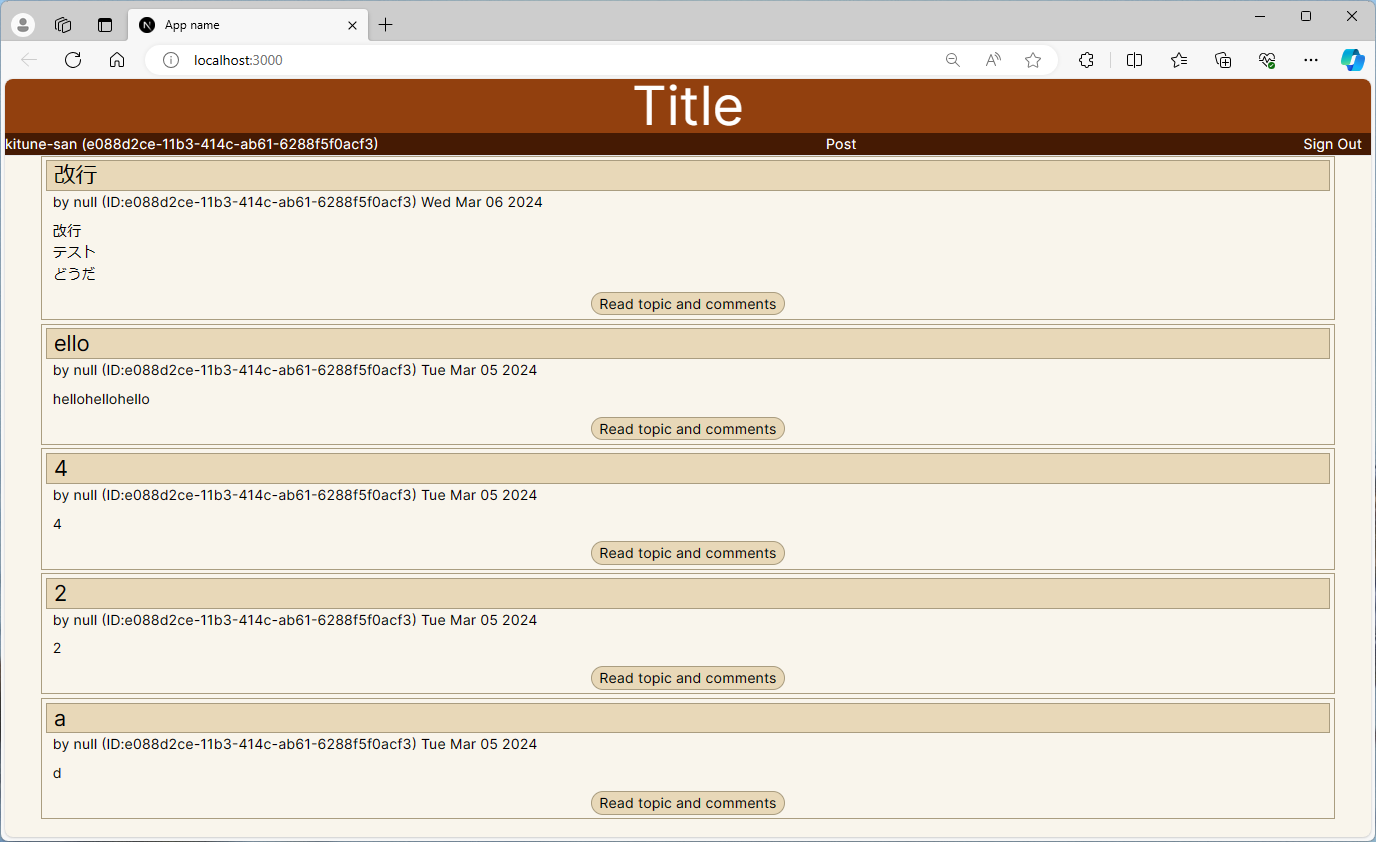 App name
localhost:3000
Title
kitune-san (e088d2ce-11b3-414c-ab61-6288f5f0acf3) Post Sign Out
改行
by null (ID:e088d2ce-11b3-414c-ab61-6288f5f0acf3) Wed Mar 06 2024
改行
テスト
どうだ
Read topic and comments
ello
by null (ID:e088d2ce-11b3-414c-ab61-6288f5f0acf3) Tue Mar 05 2024
hellohellohello
Read topic and comments
4
by null (ID:e088d2ce-11b3-414c-ab61-6288f5f0acf3) Tue Mar 05 2024
4
Read topic and comments
2
by null (ID:e088d2ce-11b3-414c-ab61-6288f5f0acf3) Tue Mar 05 2024
2
Read topic and comments
a
by null (ID:e088d2ce-11b3-414c-ab61-6288f5f0acf3) Tue Mar 05 2024
d
Read topic and comments